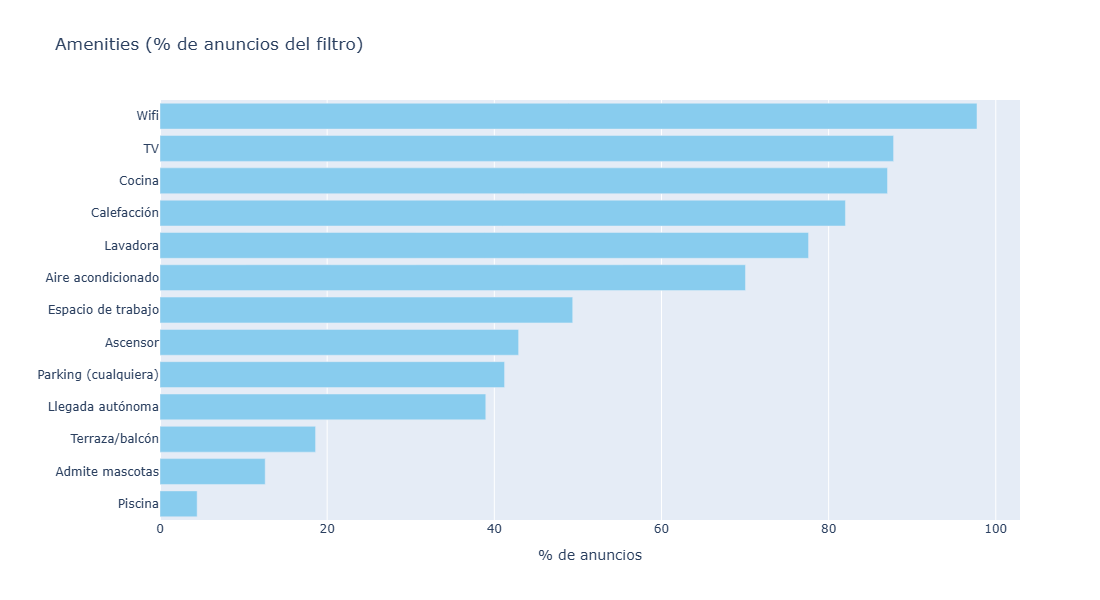 Amenities (% de anuncios del filtro)
Wifi
TV
Cocina
Calefacción
Lavadora
Aire acondicionado
Espacio de trabajo
Ascensor
Parking (cualquiera)
Llegada autónoma
Terraza/balcón
Admite mascotas
Piscina
0 20 40 60 80 100
% de anuncios